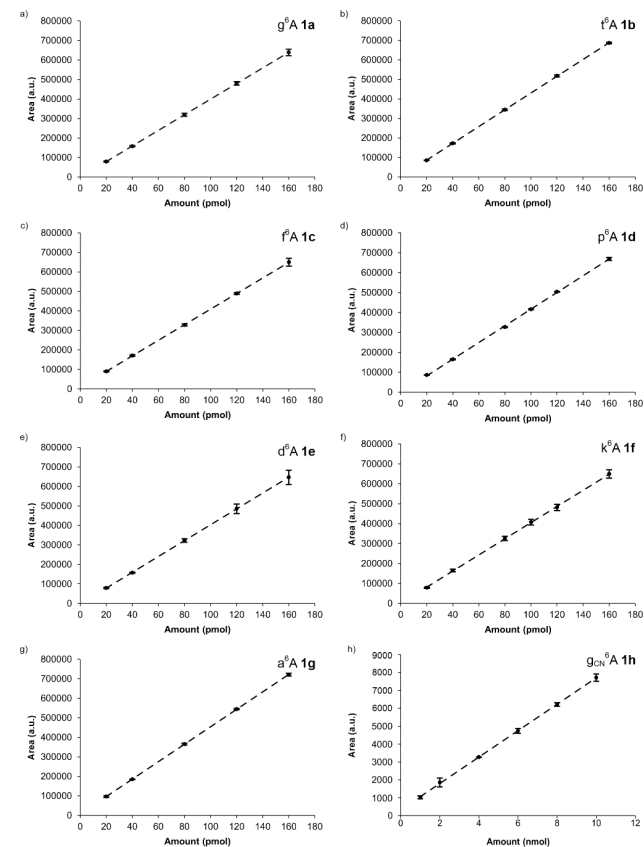 a)
g⁶A 1a
800000
700000
600000
500000
400000
300000
200000
100000
0
Area (a.u.)
0 20 40 60 80 100 120 140 160 180
Amount (pmol)
b)
t⁶A 1b
800000
700000
600000
500000
400000
300000
200000
100000
0
Area (a.u.)
0 20 40 60 80 100 120 140 160 180
Amount (pmol)
c)
f⁶A 1c
800000
700000
600000
500000
400000
300000
200000
100000
0
Area (a.u.)
0 20 40 60 80 100 120 140 160 180
Amount (pmol)
d)
p⁶A 1d
800000
700000
600000
500000
400000
300000
200000
100000
0
Area (a.u.)
0 20 40 60 80 100 120 140 160 180
Amount (pmol)
e)
d⁶A 1e
800000
700000
600000
500000
400000
300000
200000
100000
0
Area (a.u.)
0 20 40 60 80 100 120 140 160 180
Amount (pmol)
f)
k⁶A 1f
800000
700000
600000
500000
400000
300000
200000
100000
0
Area (a.u.)
0 20 40 60 80 100 120 140 160 180
Amount (pmol)
g)
a⁶A 1g
800000
700000
600000
500000
400000
300000
200000
100000
0
Area (a.u.)
0 20 40 60 80 100 120 140 160 180
Amount (pmol)
h)
gCN⁶A 1h
9000
8000
7000
6000
5000
4000
3000
2000
1000
0
Area (a.u.)
2 4 6 8 10 12
Amount (nmol)